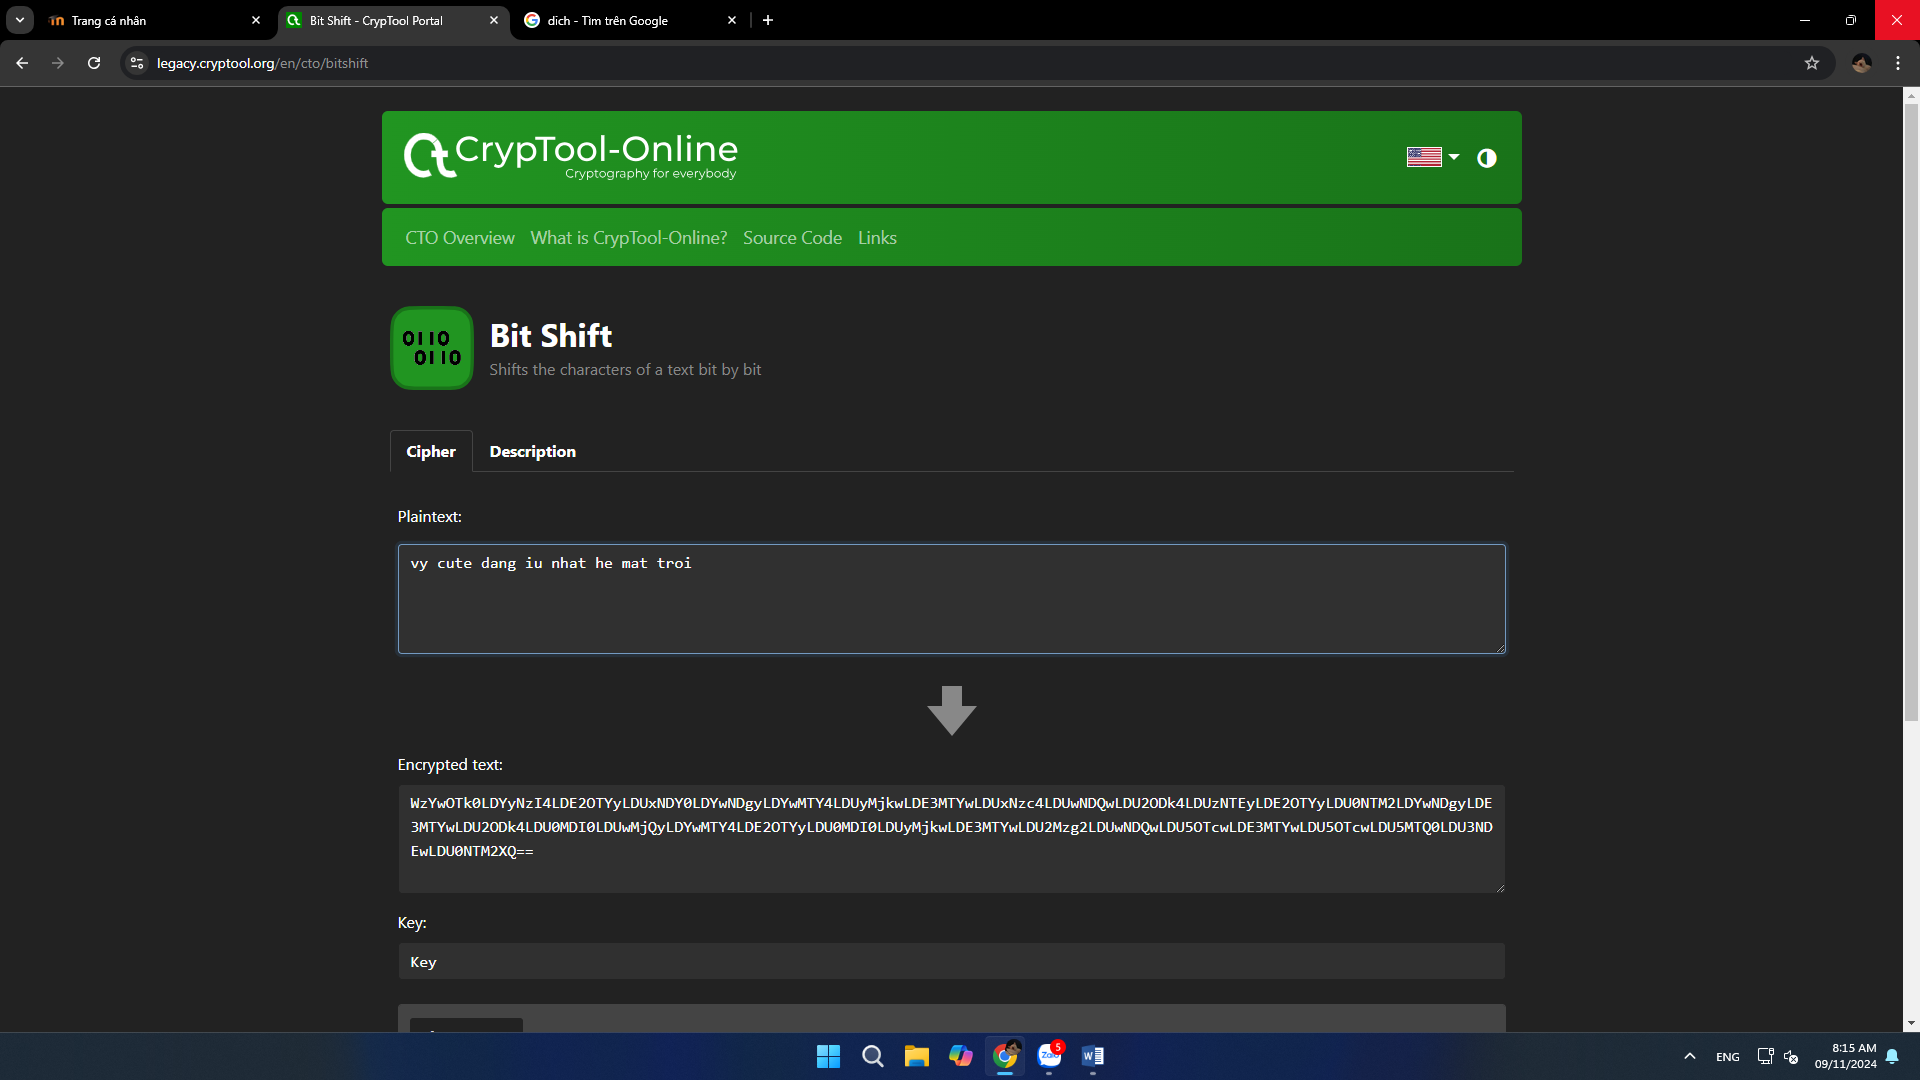 Trang cá nhân
Bit Shift - CrypTool Portal
dich - Tìm trên Google
legacy.cryptool.org/en/cto/bitshift
CrypTool-Online
Cryptography for everybody
CTO Overview What is CrypTool-Online? Source Code Links
0110
0110
Bit Shift
Shifts the characters of a text bit by bit
Cipher Description
Plaintext:
vy cute dang iu nhat he mat troi
Encrypted text:
WzYwOTk0LDYyNzI4LDE2OTYyLDUxNDY0LDYwNDgyLDYwMTY4LDUyMjkwLDE3MTYwLDUxNzc4LDUwNDQwLDU2ODk4LDUzNTEyLDE2OTYyLDU0NTM2LDYwNDgyLDE
3MTYwLDU2ODk4LDU0MDI0LDUwMjQyLDYwMTY4LDE2OTYyLDU0MDI0LDUyMjkwLDE3MTYwLDU2Mzg2LDUwNDQwLDU5OTcwLDE3MTYwLDU5OTcwLDU5MTQ0LDU3ND
EwLDU0NTM2XQ==
Key:
Key
Zalo
5
ENG
8:15 AM
09/11/2024